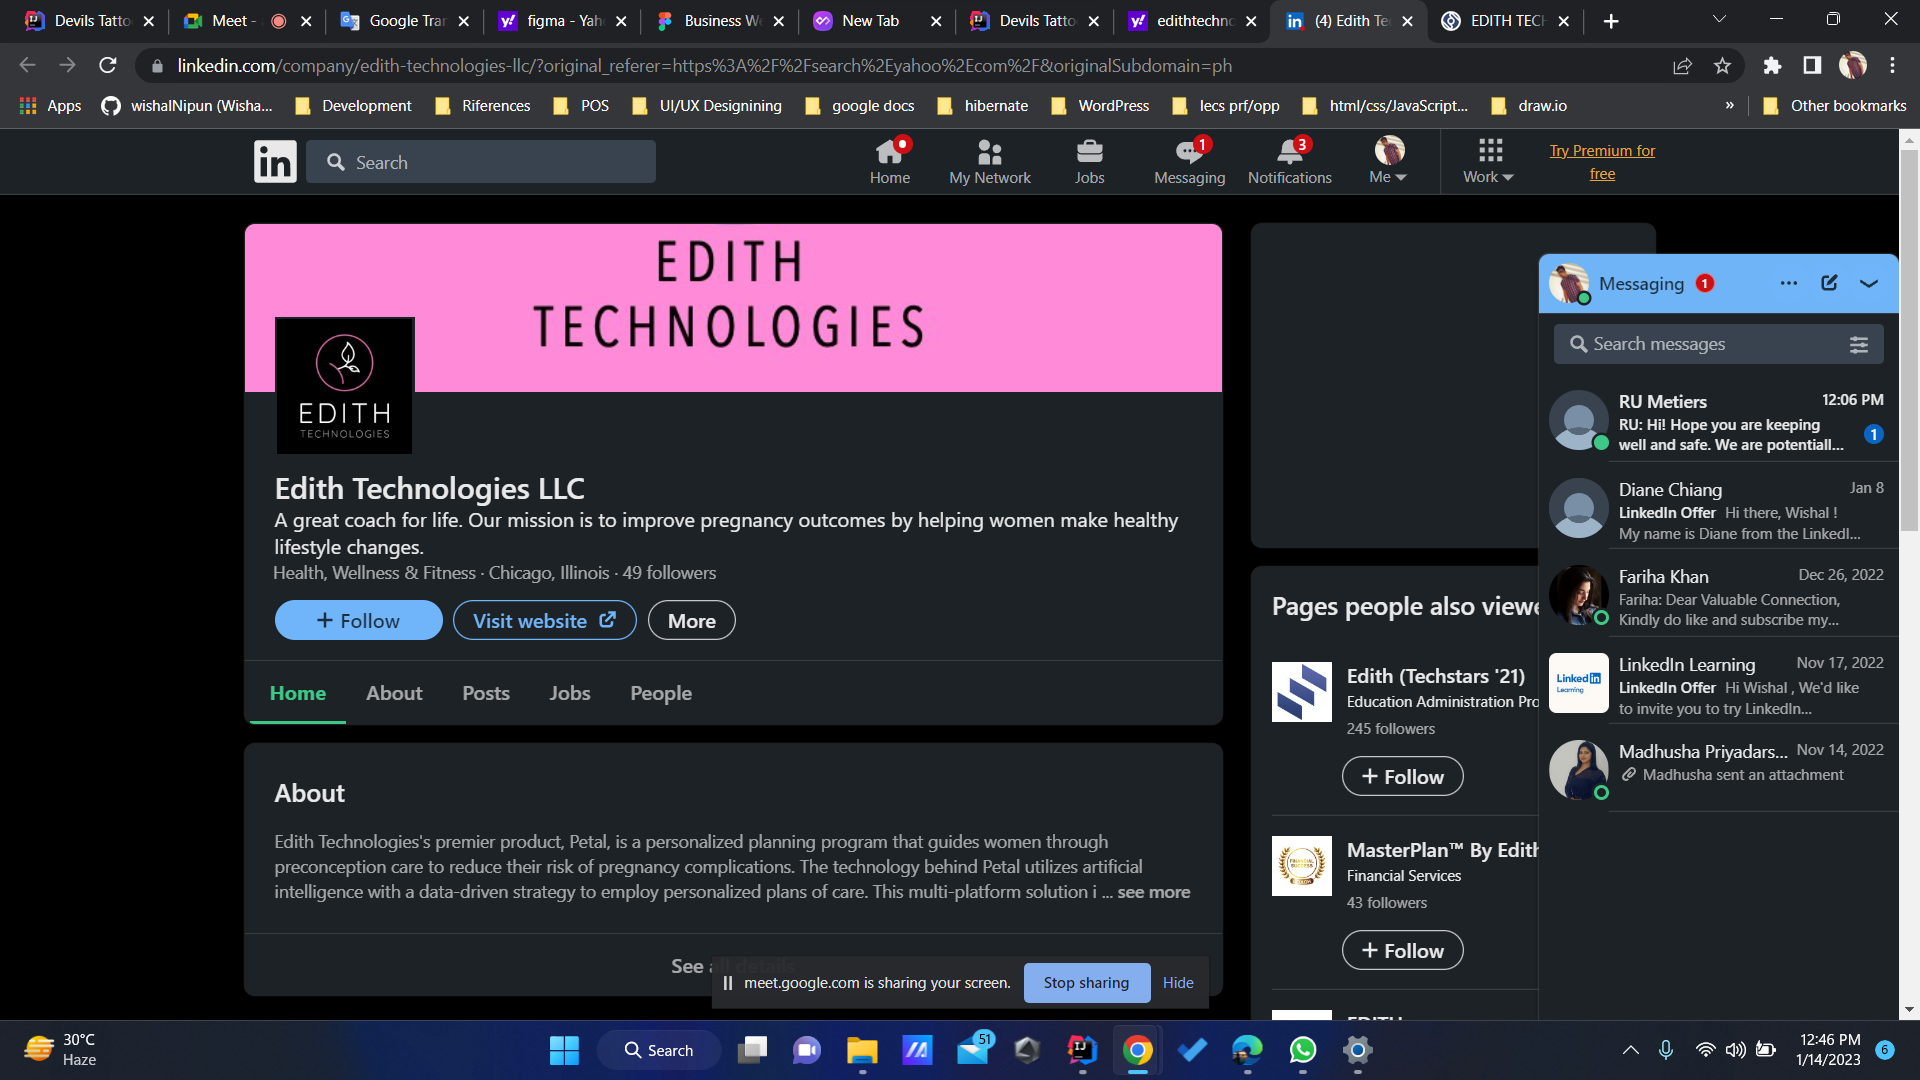 Devils Tatto
Meet -
Google Tran
figma - Yah
Business We
New Tab
Devils Tatto
edithtechno
(4) Edith Te
EDITH TECH
linkedin.com/company/edith-technologies-llc/?original_referer=https%3A%2F%2Fsearch%2Eyahoo%2Ecom%2F&originalSubdomain=ph
Apps
wishalNipun (Wisha...
Development
Riferences
POS
UI/UX Designining
google docs
hibernate
WordPress
lecs prf/opp
html/css/JavaScript...
draw.io
»
Other bookmarks
in
Search
Home
My Network
Jobs
1
Messaging
3
Notifications
Me
Work
Try Premium for
free
EDITH
TECHNOLOGIES
EDITH
TECHNOLOGIES
Edith Technologies LLC
A great coach for life. Our mission is to improve pregnancy outcomes by helping women make healthy
lifestyle changes.
Health, Wellness & Fitness · Chicago, Illinois · 49 followers
+ Follow
Visit website
More
Home
About
Posts
Jobs
People
About
Edith Technologies's premier product, Petal, is a personalized planning program that guides women through
preconception care to reduce their risk of pregnancy complications. The technology behind Petal utilizes artificial
intelligence with a data-driven strategy to employ personalized plans of care. This multi-platform solution i ... see more
See all details
Pages people also viewe
Edith (Techstars '21)
Education Administration Pro
245 followers
+ Follow
MasterPlan™ By Edith
Financial Services
43 followers
+ Follow
EDITH
Messaging 1
Search messages
RU Metiers
12:06 PM
RU: Hi! Hope you are keeping
well and safe. We are potentiall...
1
Diane Chiang
Jan 8
LinkedIn Offer Hi there, Wishal !
My name is Diane from the LinkedI...
Fariha Khan
Dec 26, 2022
Fariha: Dear Valuable Connection,
Kindly do like and subscribe my...
Linked in
Learning
LinkedIn Learning
Nov 17, 2022
LinkedIn Offer Hi Wishal , We'd like
to invite you to try LinkedIn...
Madhusha Priyadars...
Nov 14, 2022
Madhusha sent an attachment
meet.google.com is sharing your screen.
Stop sharing
Hide
30°C
Haze
Search
51
12:46 PM
1/14/2023
6